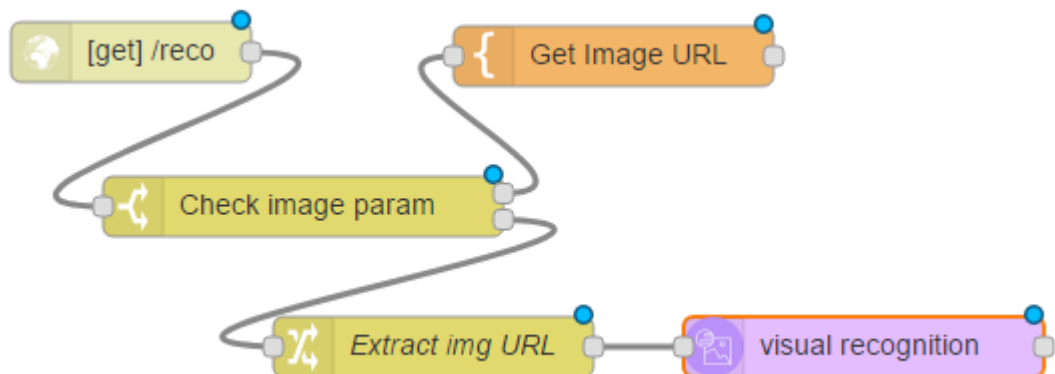 [get] /reco
Get Image URL
Check image param
Extract img URL
visual recognition